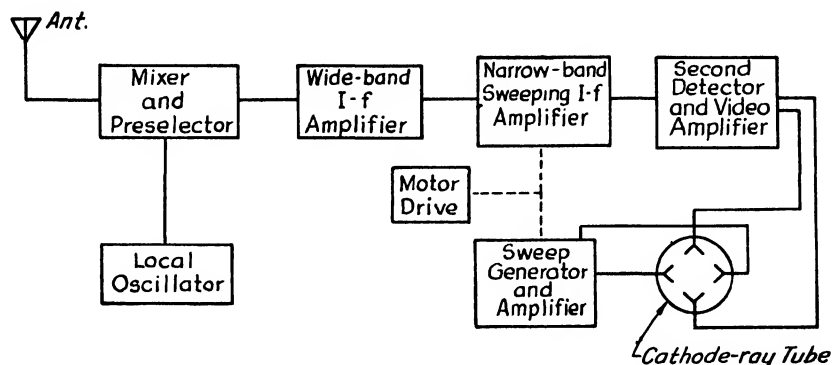 Ant.
Mixer
and
Preselector
Wide-band
I-f
Amplifier
Narrow-band
Sweeping I-f
Amplifier
Second
Detector
and Video
Amplifier
Motor
Drive
Local
Oscillator
Sweep
Generator
and
Amplifier
Cathode-ray Tube